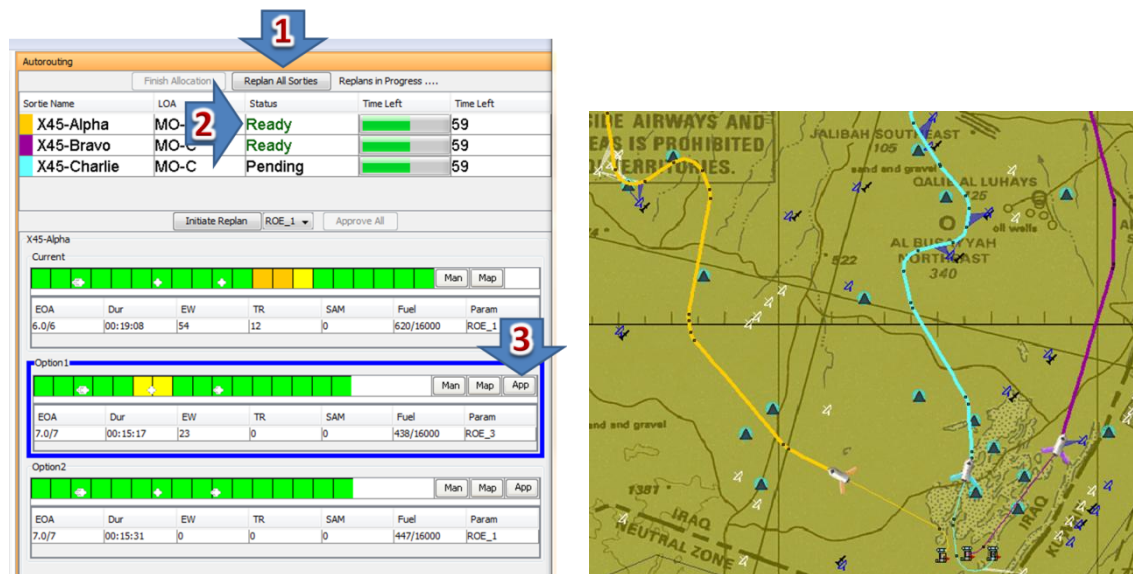 1
Autorouting
Finish Allocation Replan All Sorties Replans in Progress ....
Sortie Name LOA Status Time Left Time Left
2
X45-Alpha MO- Ready 59
X45-Bravo MO-C Ready 59
X45-Charlie MO-C Pending 59
Initiate Replan ROE_1 Approve All
X45-Alpha
Current
Man Map
EOA Dur EW TR SAM Fuel Param
6.0/6 00:19:08 54 12 0 620/16000 ROE_1
3
Option1
Man Map App
EOA Dur EW TR SAM Fuel Param
7.0/7 00:15:17 23 0 0 438/16000 ROE_3
Option2
Man Map App
EOA Dur EW TR SAM Fuel Param
7.0/7 00:15:31 0 0 0 447/16000 ROE_1
SIDE AIRWAYS AND
EAS IS PROHIBITED
TERRITORIES.
JALIBAH SOUTHEAST
105
sand and gravel
QALIB AL LUHAYS
425
oil wells
AL BUSAYYAH
NORTHEAST
340
522
and and gravel
1381
IRAQ
NEUTRAL ZONE
IRAQ